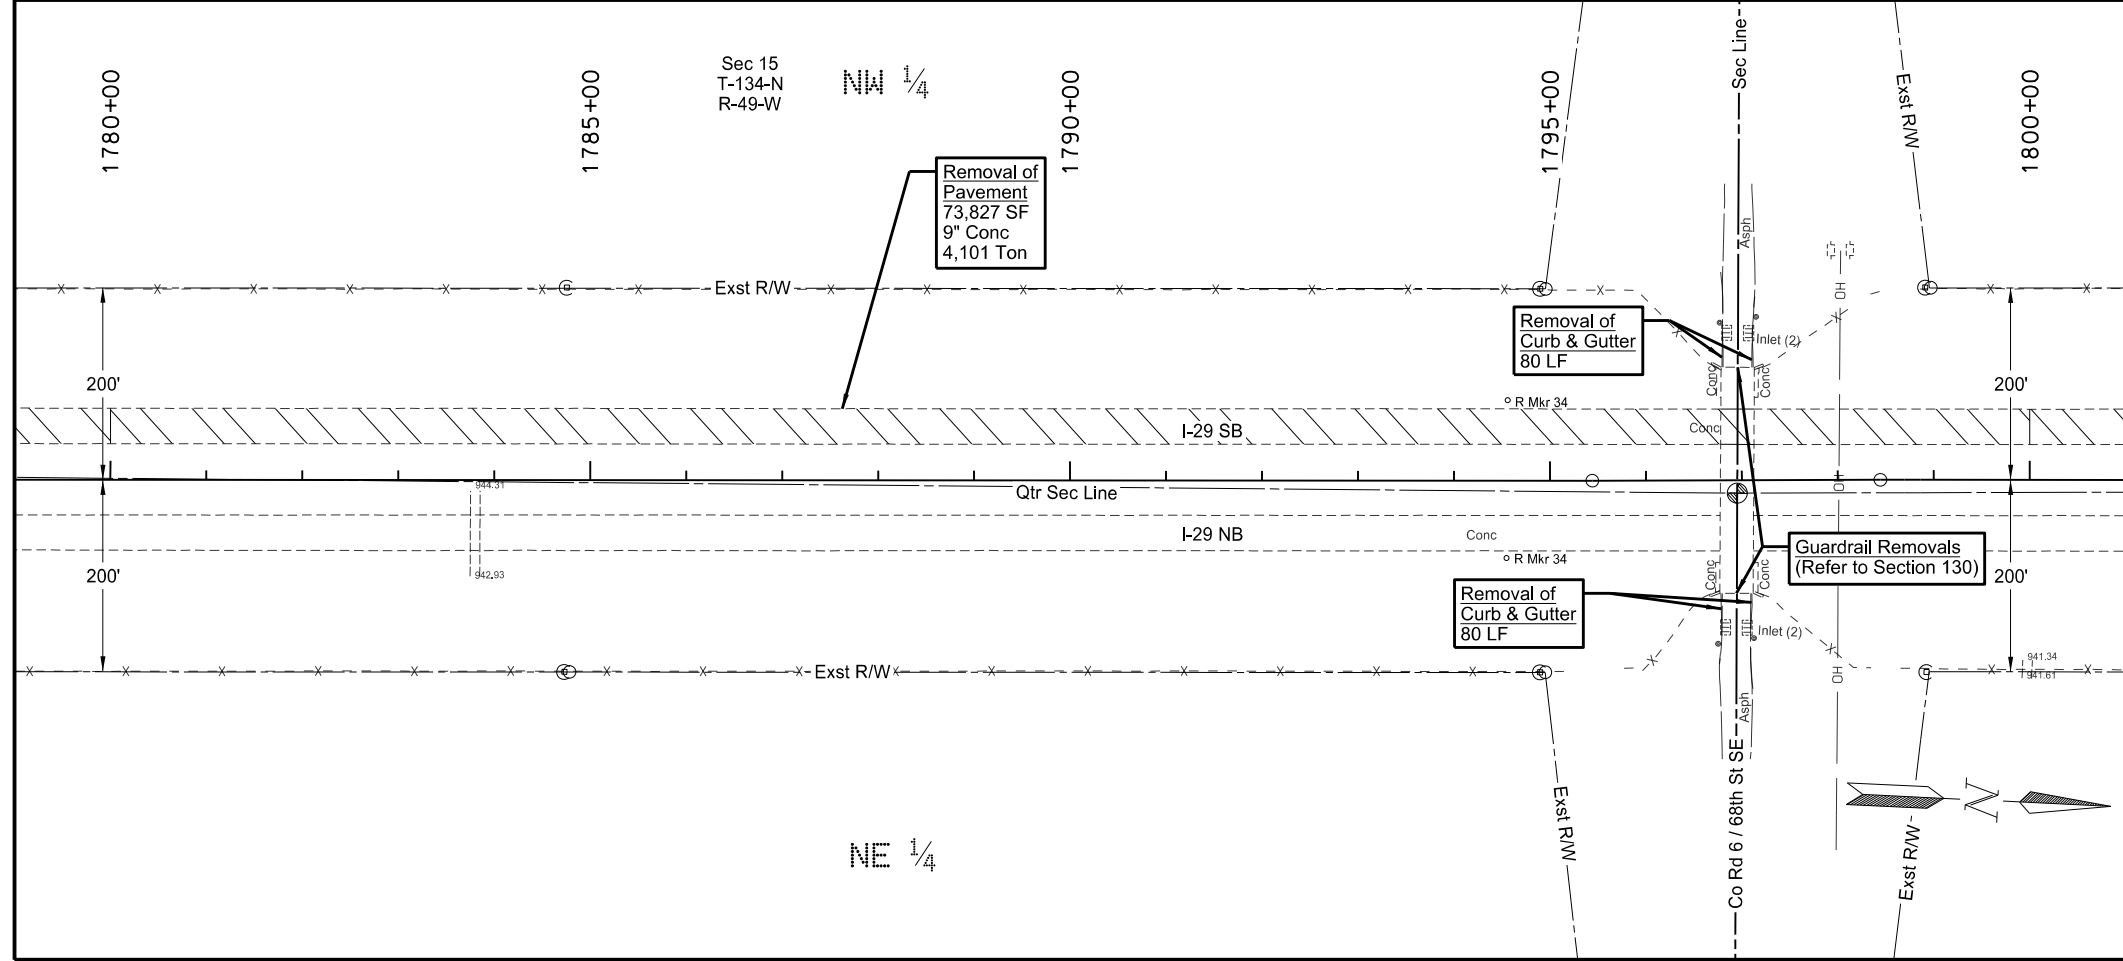 1780+00
1785+00
1790+00
1795+00
1800+00
Sec 15
T-134-N
R-49-W
NW 1/4
Sec Line
Exst R/W
Removal of
Pavement
73,827 SF
9" Conc
4,101 Ton
Asph
OH
Exst R/W
Removal of
Curb & Gutter
80 LF
Inlet (2)
200'
200'
Conc
Conc
R Mkr 34
Conc
I-29 SB
944.31
Qtr Sec Line
OH
I-29 NB
Conc
R Mkr 34
Guardrail Removals
(Refer to Section 130)
942.93
200'
200'
Conc
Conc
Removal of
Curb & Gutter
80 LF
Inlet (2)
Exst R/W
941.34
941.61
OH
Asph
Co Rd 6 / 68th St SE
Exst R/W
Exst R/W
N
NE 1/4